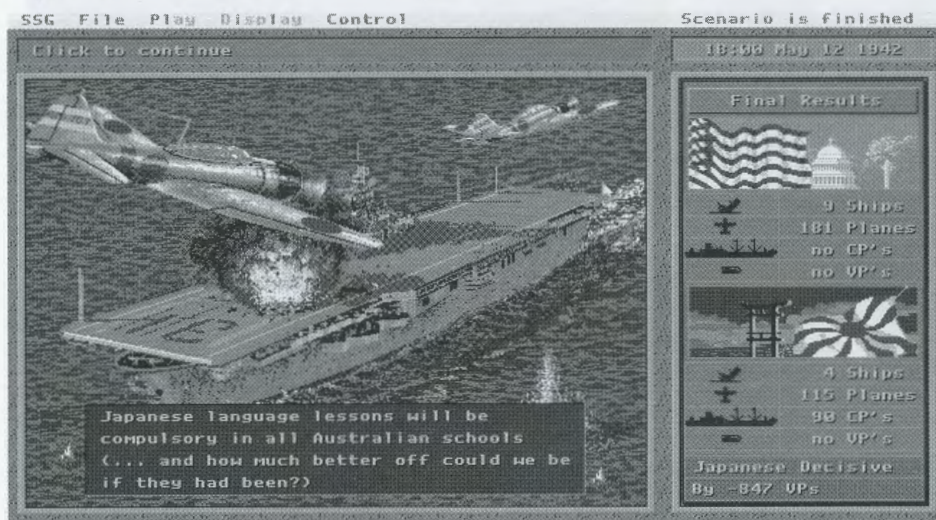 SSG File Play Display Control
Scenario is finished
Click to continue
18:00 May 12 1942
Final Results
9 Ships
181 Planes
no CP's
no VP's
4 Ships
115 Planes
90 CP's
no VP's
Japanese Decisive
By -847 VPs
Japanese language lessons will be
compulsory in all Australian schools
(... and how much better off could we be
if they had been?)